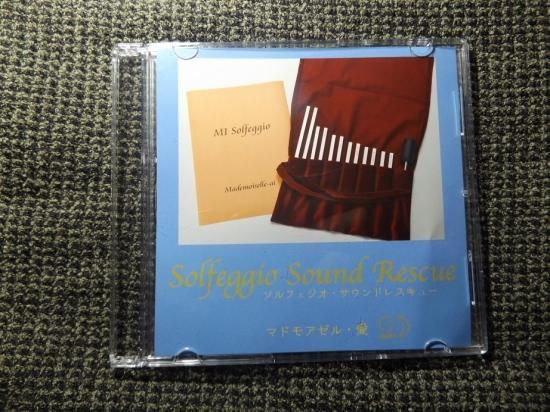 MI Solfeggio
Mademoiselle-ai
Solfeggio Sound Rescue
ソルフェジオ・サウンドレスキュー
マドモアゼル・愛